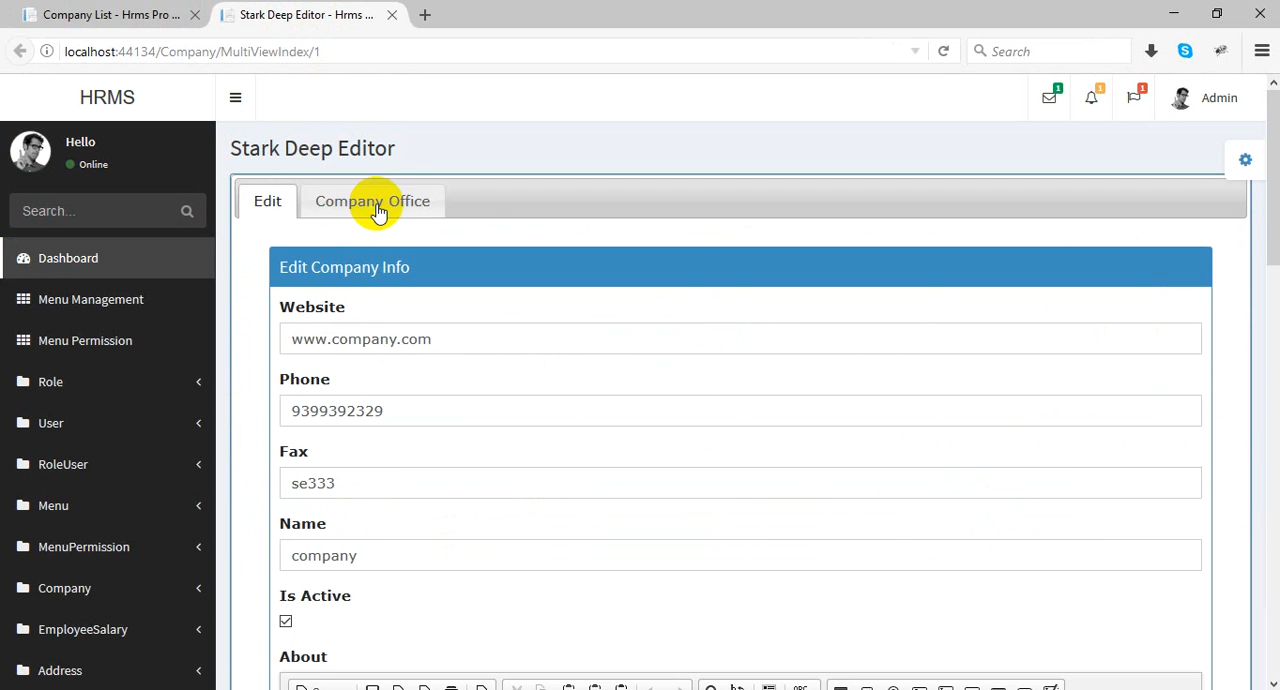 Company List - Hrms Pro ...
Stark Deep Editor - Hrms ...
localhost:44134/Company/MultiViewIndex/1
Search
HRMS
1
1
1
Admin
Hello
Online
Search...
Dashboard
Menu Management
Menu Permission
Role
User
RoleUser
Menu
MenuPermission
Company
EmployeeSalary
Address
Stark Deep Editor
Edit
Company Office
Edit Company Info
Website
www.company.com
Phone
9399392329
Fax
se333
Name
company
Is Active
About